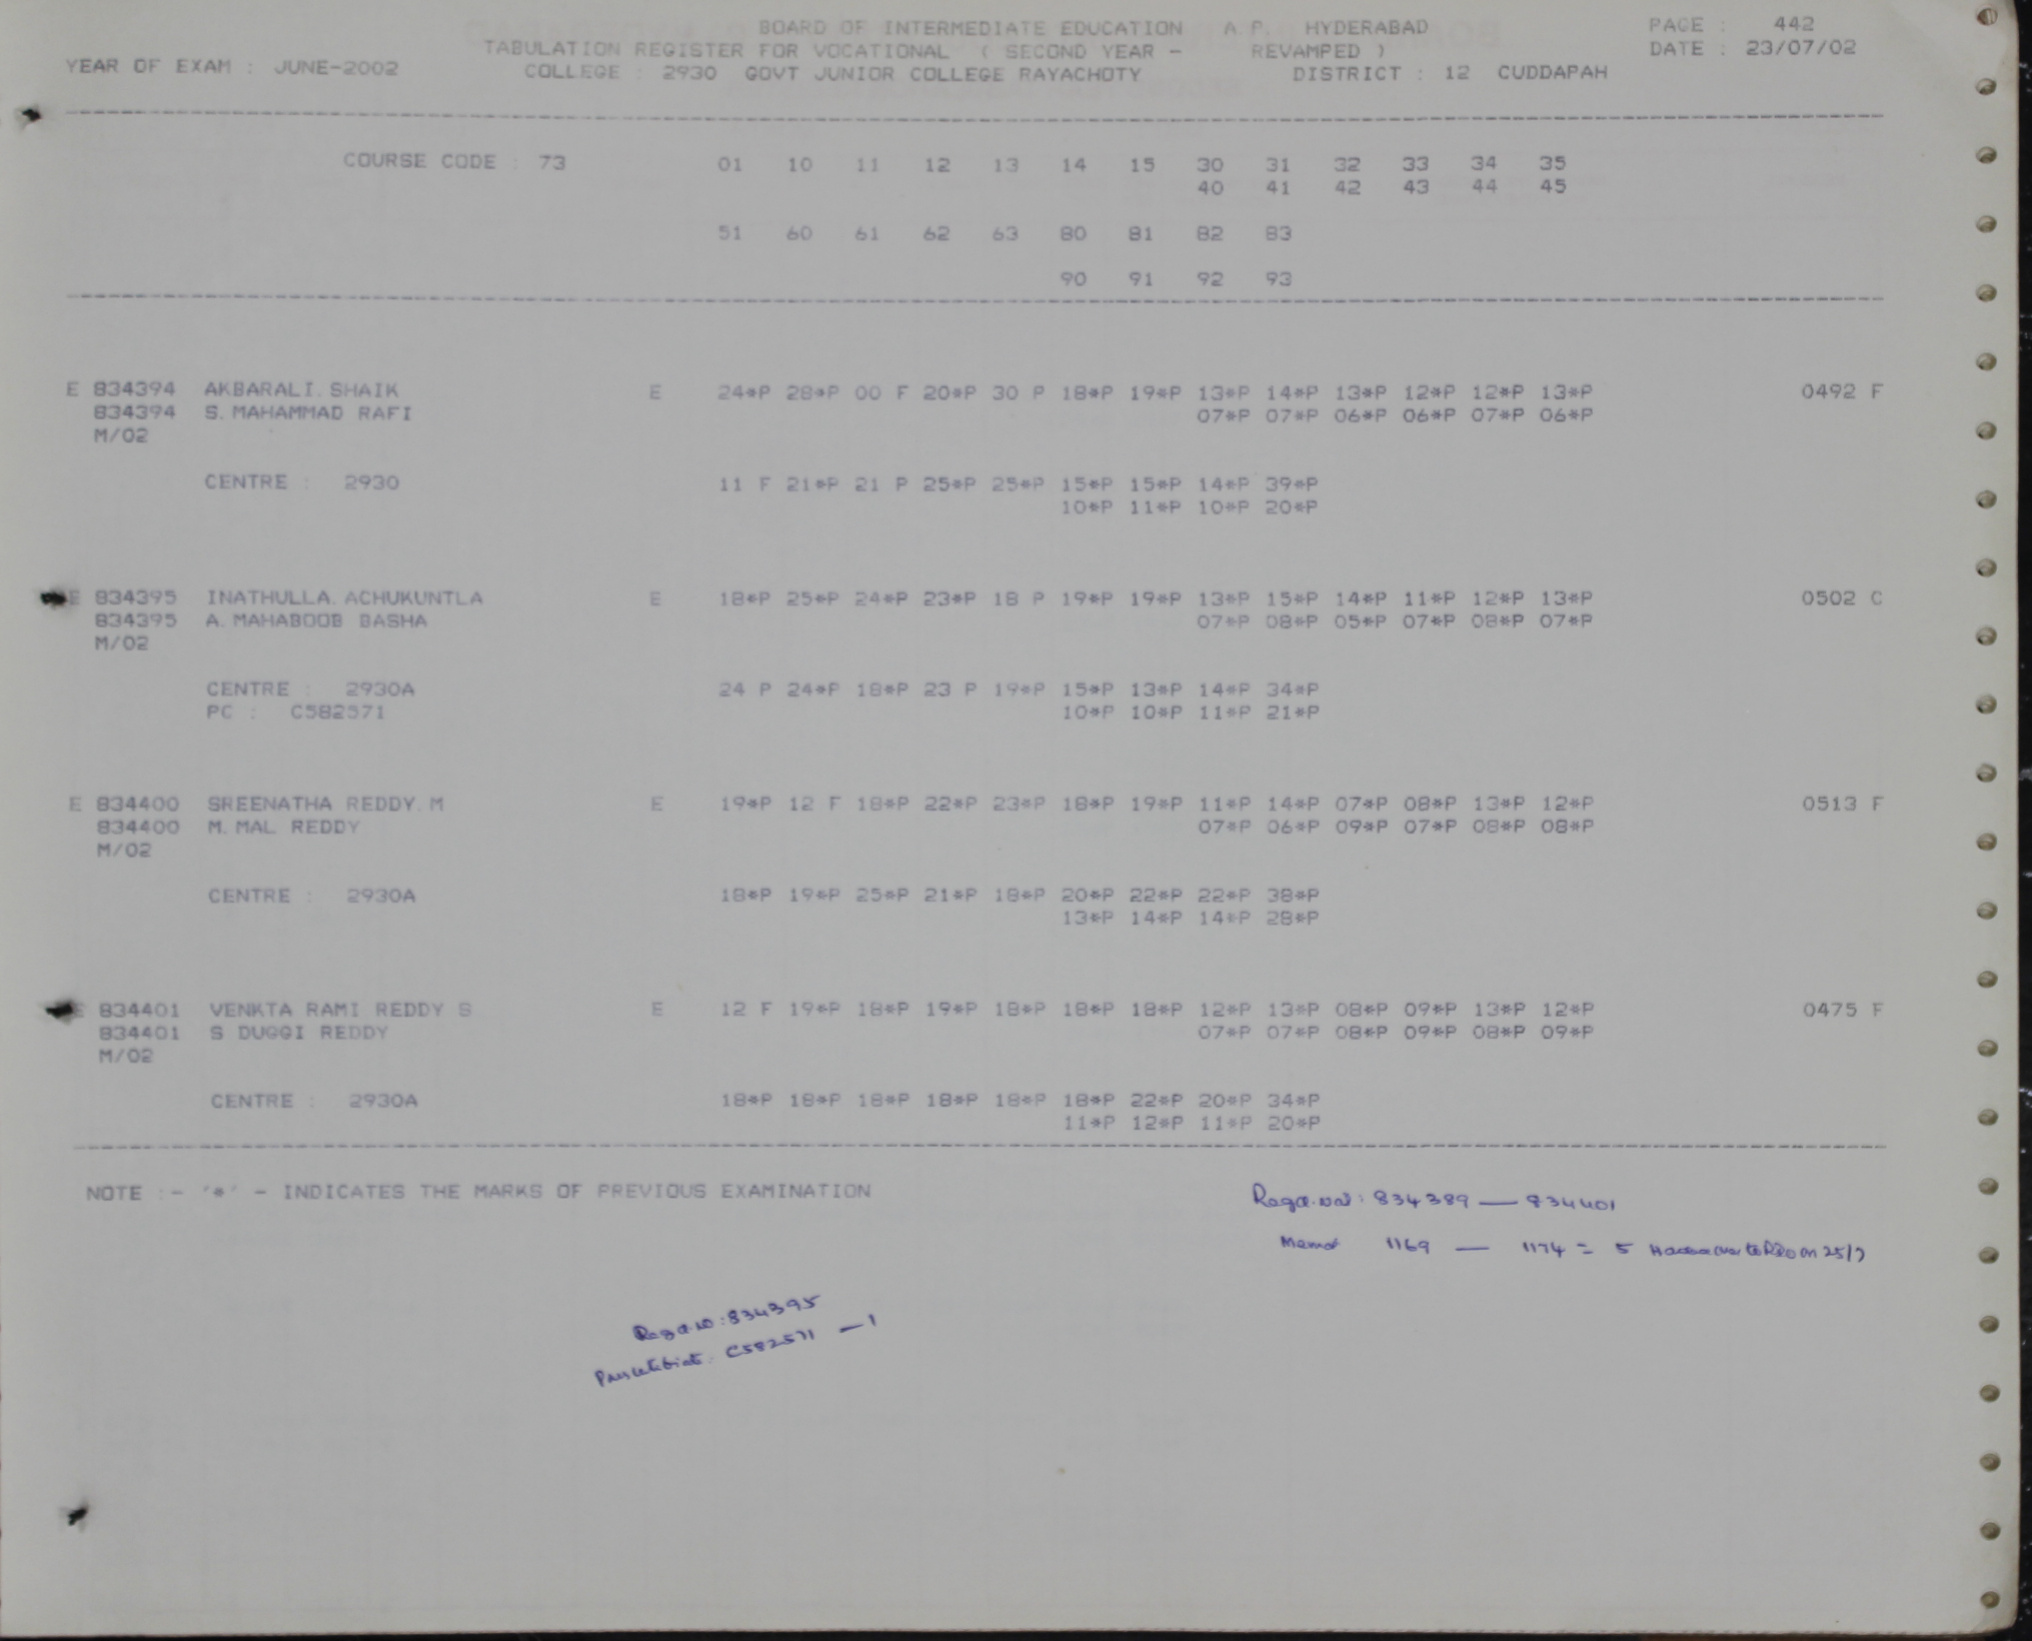 BOARD OF INTERMEDIATE EDUCATION A.P. HYDERABAD PAGE : 442
TABULATION REGISTER FOR VOCATIONAL ( SECOND YEAR - REVAMPED ) DATE : 23/07/02
YEAR OF EXAM : JUNE-2002 COLLEGE : 2930 GOVT JUNIOR COLLEGE RAYACHOTY DISTRICT : 12 CUDDAPAH
COURSE CODE : 73 01 10 11 12 13 14 15 30 31 32 33 34 35
40 41 42 43 44 45
51 60 61 62 63 80 81 82 83
90 91 92 93
E 834394 AKBARALI. SHAIK E 24*P 28*P 00 F 20*P 30 P 18*P 19*P 13*P 14*P 13*P 12*P 12*P 13*P 0492 F
834394 S. MAHAMMAD RAFI 07*P 07*P 06*P 06*P 07*P 06*P
M/02
CENTRE : 2930 11 F 21*P 21 P 25*P 25*P 15*P 15*P 14*P 39*P
10*P 11*P 10*P 20*P
E 834395 INATHULLA. ACHUKUNTLA E 18*P 25*P 24*P 23*P 18 P 19*P 19*P 13*P 15*P 14*P 11*P 12*P 13*P 0502 C
834395 A. MAHABOOB BASHA 07*P 08*P 05*P 07*P 08*P 07*P
M/02
CENTRE : 2930A 24 P 24*P 18*P 23 P 19*P 15*P 13*P 14*P 34*P
PC : C582571 10*P 10*P 11*P 21*P
E 834400 SREENATHA REDDY. M E 19*P 12 F 18*P 22*P 23*P 18*P 19*P 11*P 14*P 07*P 08*P 13*P 12*P 0513 F
834400 M. MAL REDDY 07*P 06*P 09*P 07*P 08*P 08*P
M/02
CENTRE : 2930A 18*P 19*P 25*P 21*P 18*P 20*P 22*P 22*P 38*P
13*P 14*P 14*P 28*P
E 834401 VENKTA RAMI REDDY S E 12 F 19*P 18*P 19*P 18*P 18*P 18*P 12*P 13*P 08*P 09*P 13*P 12*P 0475 F
834401 S DUGGI REDDY 07*P 07*P 08*P 09*P 08*P 09*P
M/02
CENTRE : 2930A 18*P 18*P 18*P 18*P 18*P 18*P 22*P 20*P 34*P
11*P 12*P 11*P 20*P
NOTE :- '*' - INDICATES THE MARKS OF PREVIOUS EXAMINATION
Regd.nos: 834389 — 834401
Memos 1169 — 1174 = 5 on 25/7
Regd.no: 834395
C582571 — 1